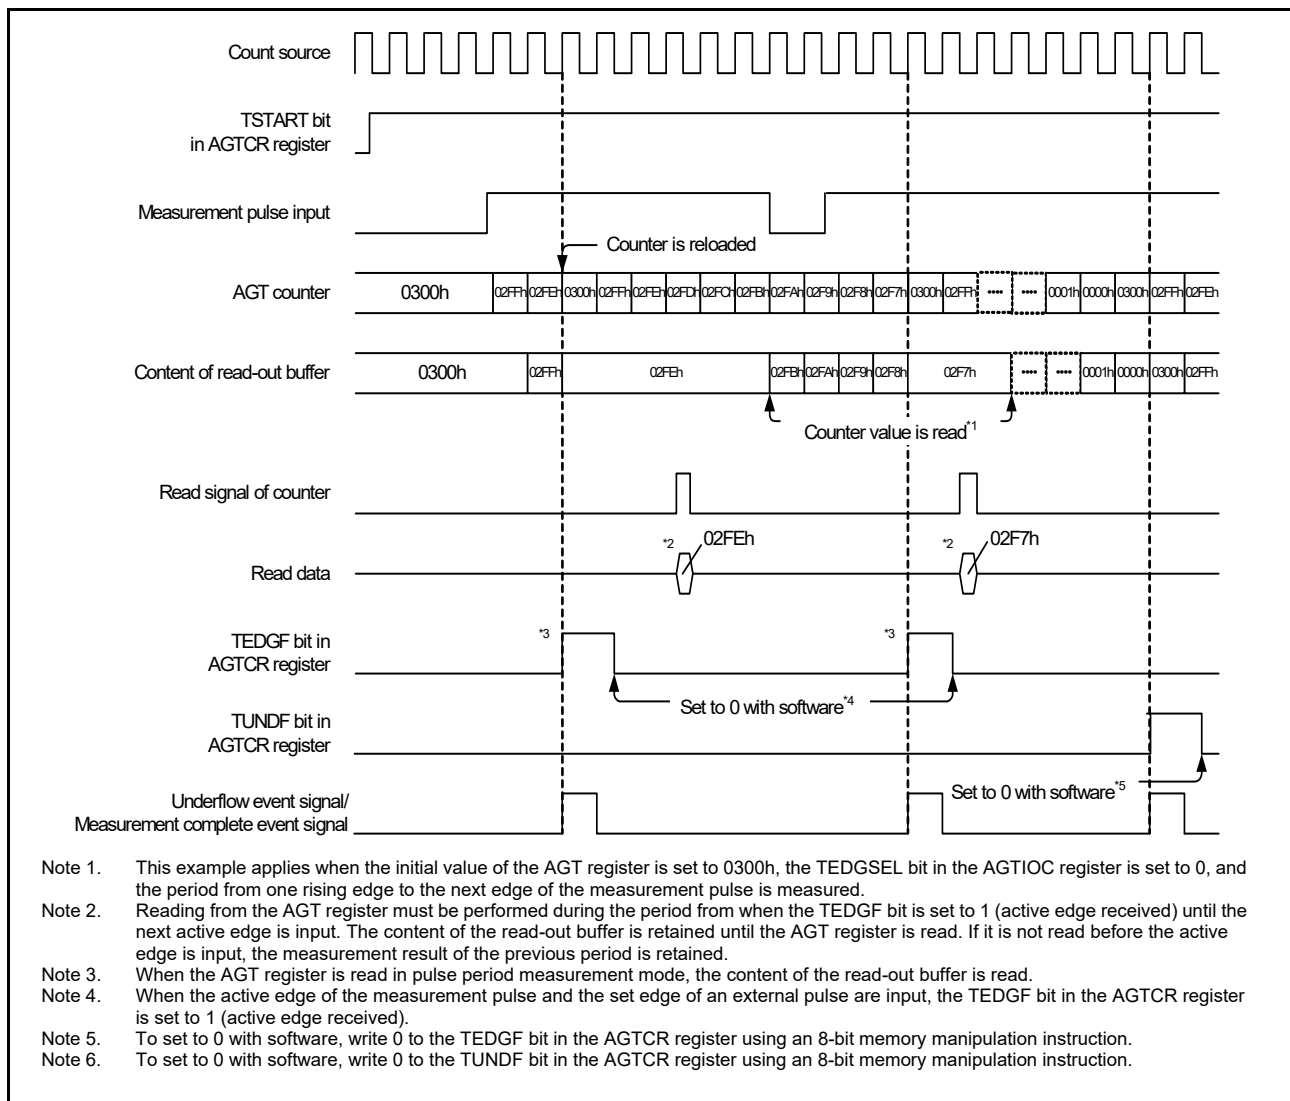 Count source
TSTART bit
in AGTCR register
Measurement pulse input
Counter is reloaded
AGT counter
0300h 02FFh 02FEh 0300h 02FFh 02FEh 02FDh 02FCh 02FBh 02FAh 02F9h 02F8h 02F7h 0300h 02FFh •••• •••• 0001h 0000h 0300h 02FFh 02FEh
Content of read-out buffer
0300h 02FFh 02FEh 02FBh 02FAh 02F9h 02F8h 02F7h •••• •••• 0001h 0000h 0300h 02FFh
Counter value is read*1
Read signal of counter
*2 02FEh *2 02F7h
Read data
*3 *3
TEDGF bit in
AGTCR register
Set to 0 with software*4
TUNDF bit in
AGTCR register
Set to 0 with software*5
Underflow event signal/
Measurement complete event signal
Note 1. This example applies when the initial value of the AGT register is set to 0300h, the TEDGSEL bit in the AGTIOC register is set to 0, and
the period from one rising edge to the next edge of the measurement pulse is measured.
Note 2. Reading from the AGT register must be performed during the period from when the TEDGF bit is set to 1 (active edge received) until the
next active edge is input. The content of the read-out buffer is retained until the AGT register is read. If it is not read before the active
edge is input, the measurement result of the previous period is retained.
Note 3. When the AGT register is read in pulse period measurement mode, the content of the read-out buffer is read.
Note 4. When the active edge of the measurement pulse and the set edge of an external pulse are input, the TEDGF bit in the AGTCR register
is set to 1 (active edge received).
Note 5. To set to 0 with software, write 0 to the TEDGF bit in the AGTCR register using an 8-bit memory manipulation instruction.
Note 6. To set to 0 with software, write 0 to the TUNDF bit in the AGTCR register using an 8-bit memory manipulation instruction.